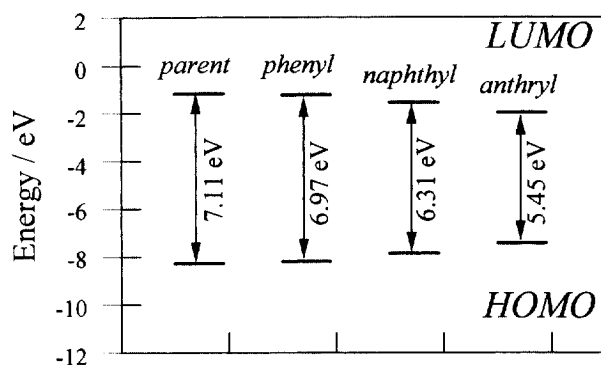 2
LUMO
0
parent
phenyl
naphthyl
anthryl
-2
-4
-6
-8
-10
-12
Energy / eV
7.11 eV
6.97 eV
6.31 eV
5.45 eV
HOMO